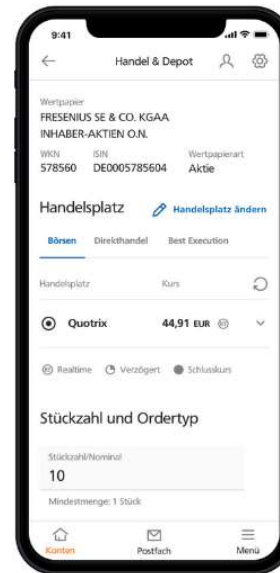 9:41
Handel & Depot
Wertpapier
FRESENIUS SE & CO. KGAA
INHABER-AKTIEN O.N.
WKN ISIN Wertpapierart
578560 DE0005785604 Aktie
Handelsplatz Handelsplatz ändern
Börsen Direkthandel Best Execution
Handelsplatz Kurs
Quotrix 44,91 EUR
Realtime Verzögert Schlusskurs
Stückzahl und Ordertyp
Stückzahl/Nominal
10
Mindestmenge: 1 Stück
Konten Postfach Menü